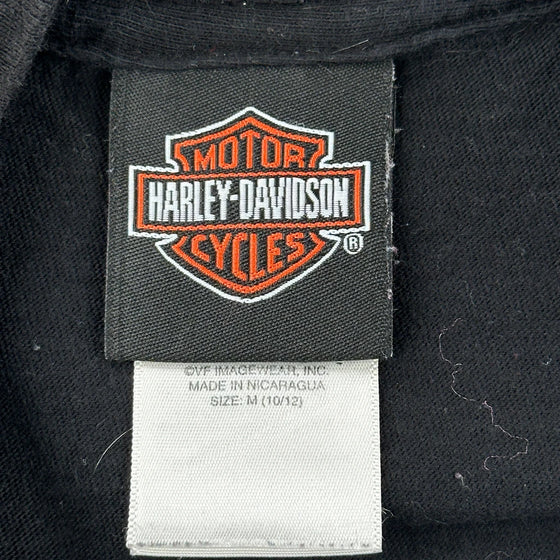 MOTOR
HARLEY-DAVIDSON
CYCLES
®
©VF IMAGEWEAR, INC.
MADE IN NICARAGUA
SIZE: M (10/12)